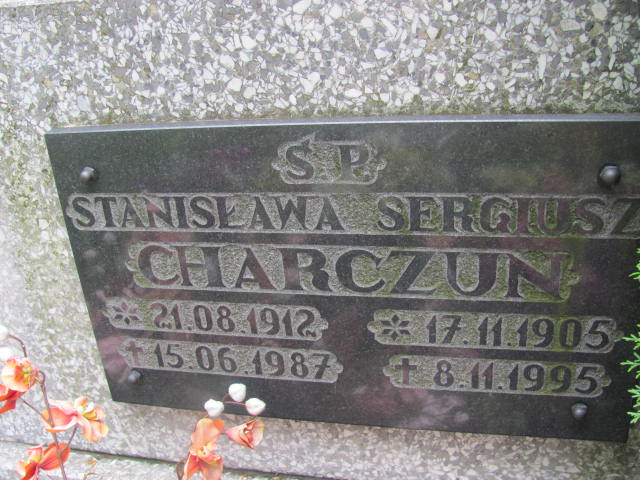 Ś.P.
STANISŁAWA SERGIUSZ
CHARCZUN
* 21.08.1912 * 17.11.1905
† 15.06.1987 † 8.11.1995